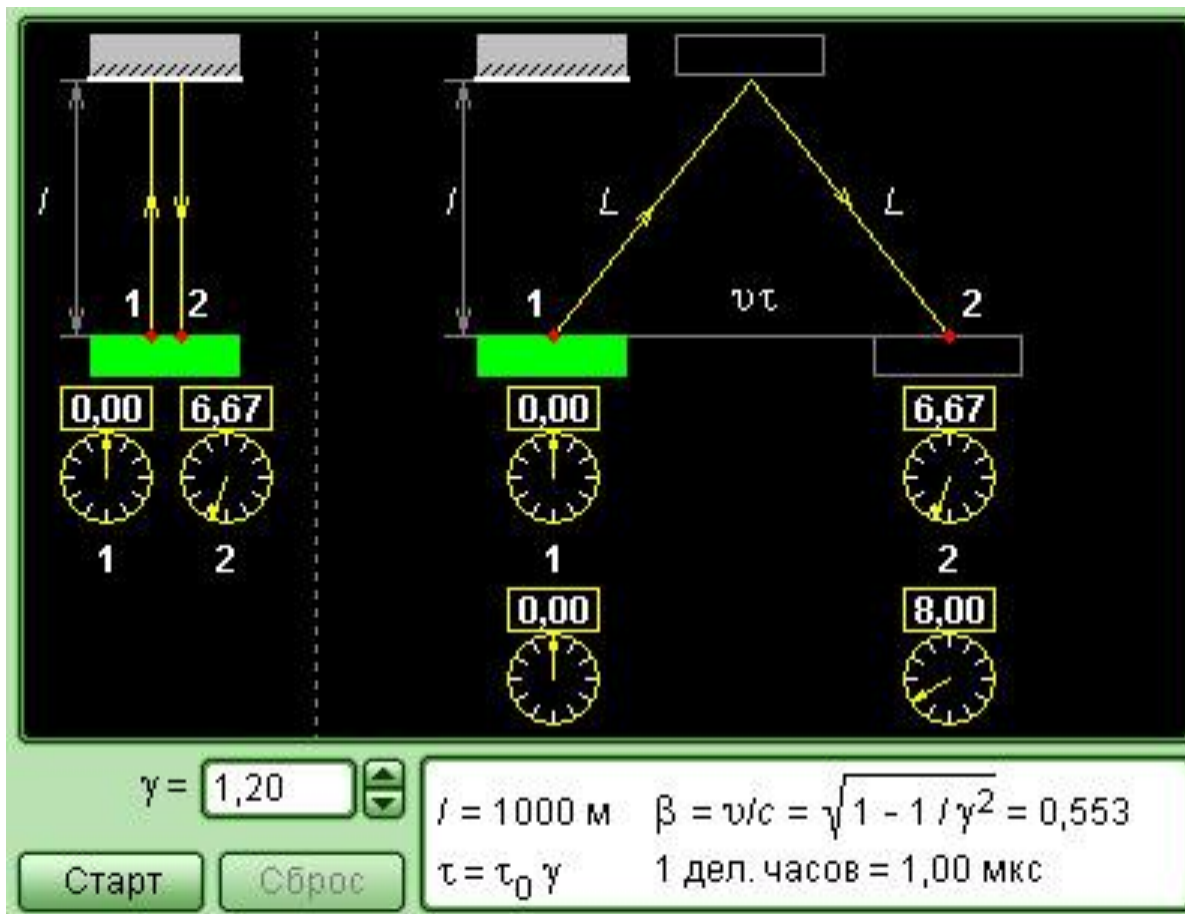 l l L L
1 2 1 υτ 2
0,00 6,67 0,00 6,67
1 2 1 2
0,00 8,00
γ = 1,20
l = 1000 м β = υ/c = √1 - 1 / γ² = 0,553
τ = τ₀ γ 1 дел. часов = 1,00 мкс
Старт Сброс